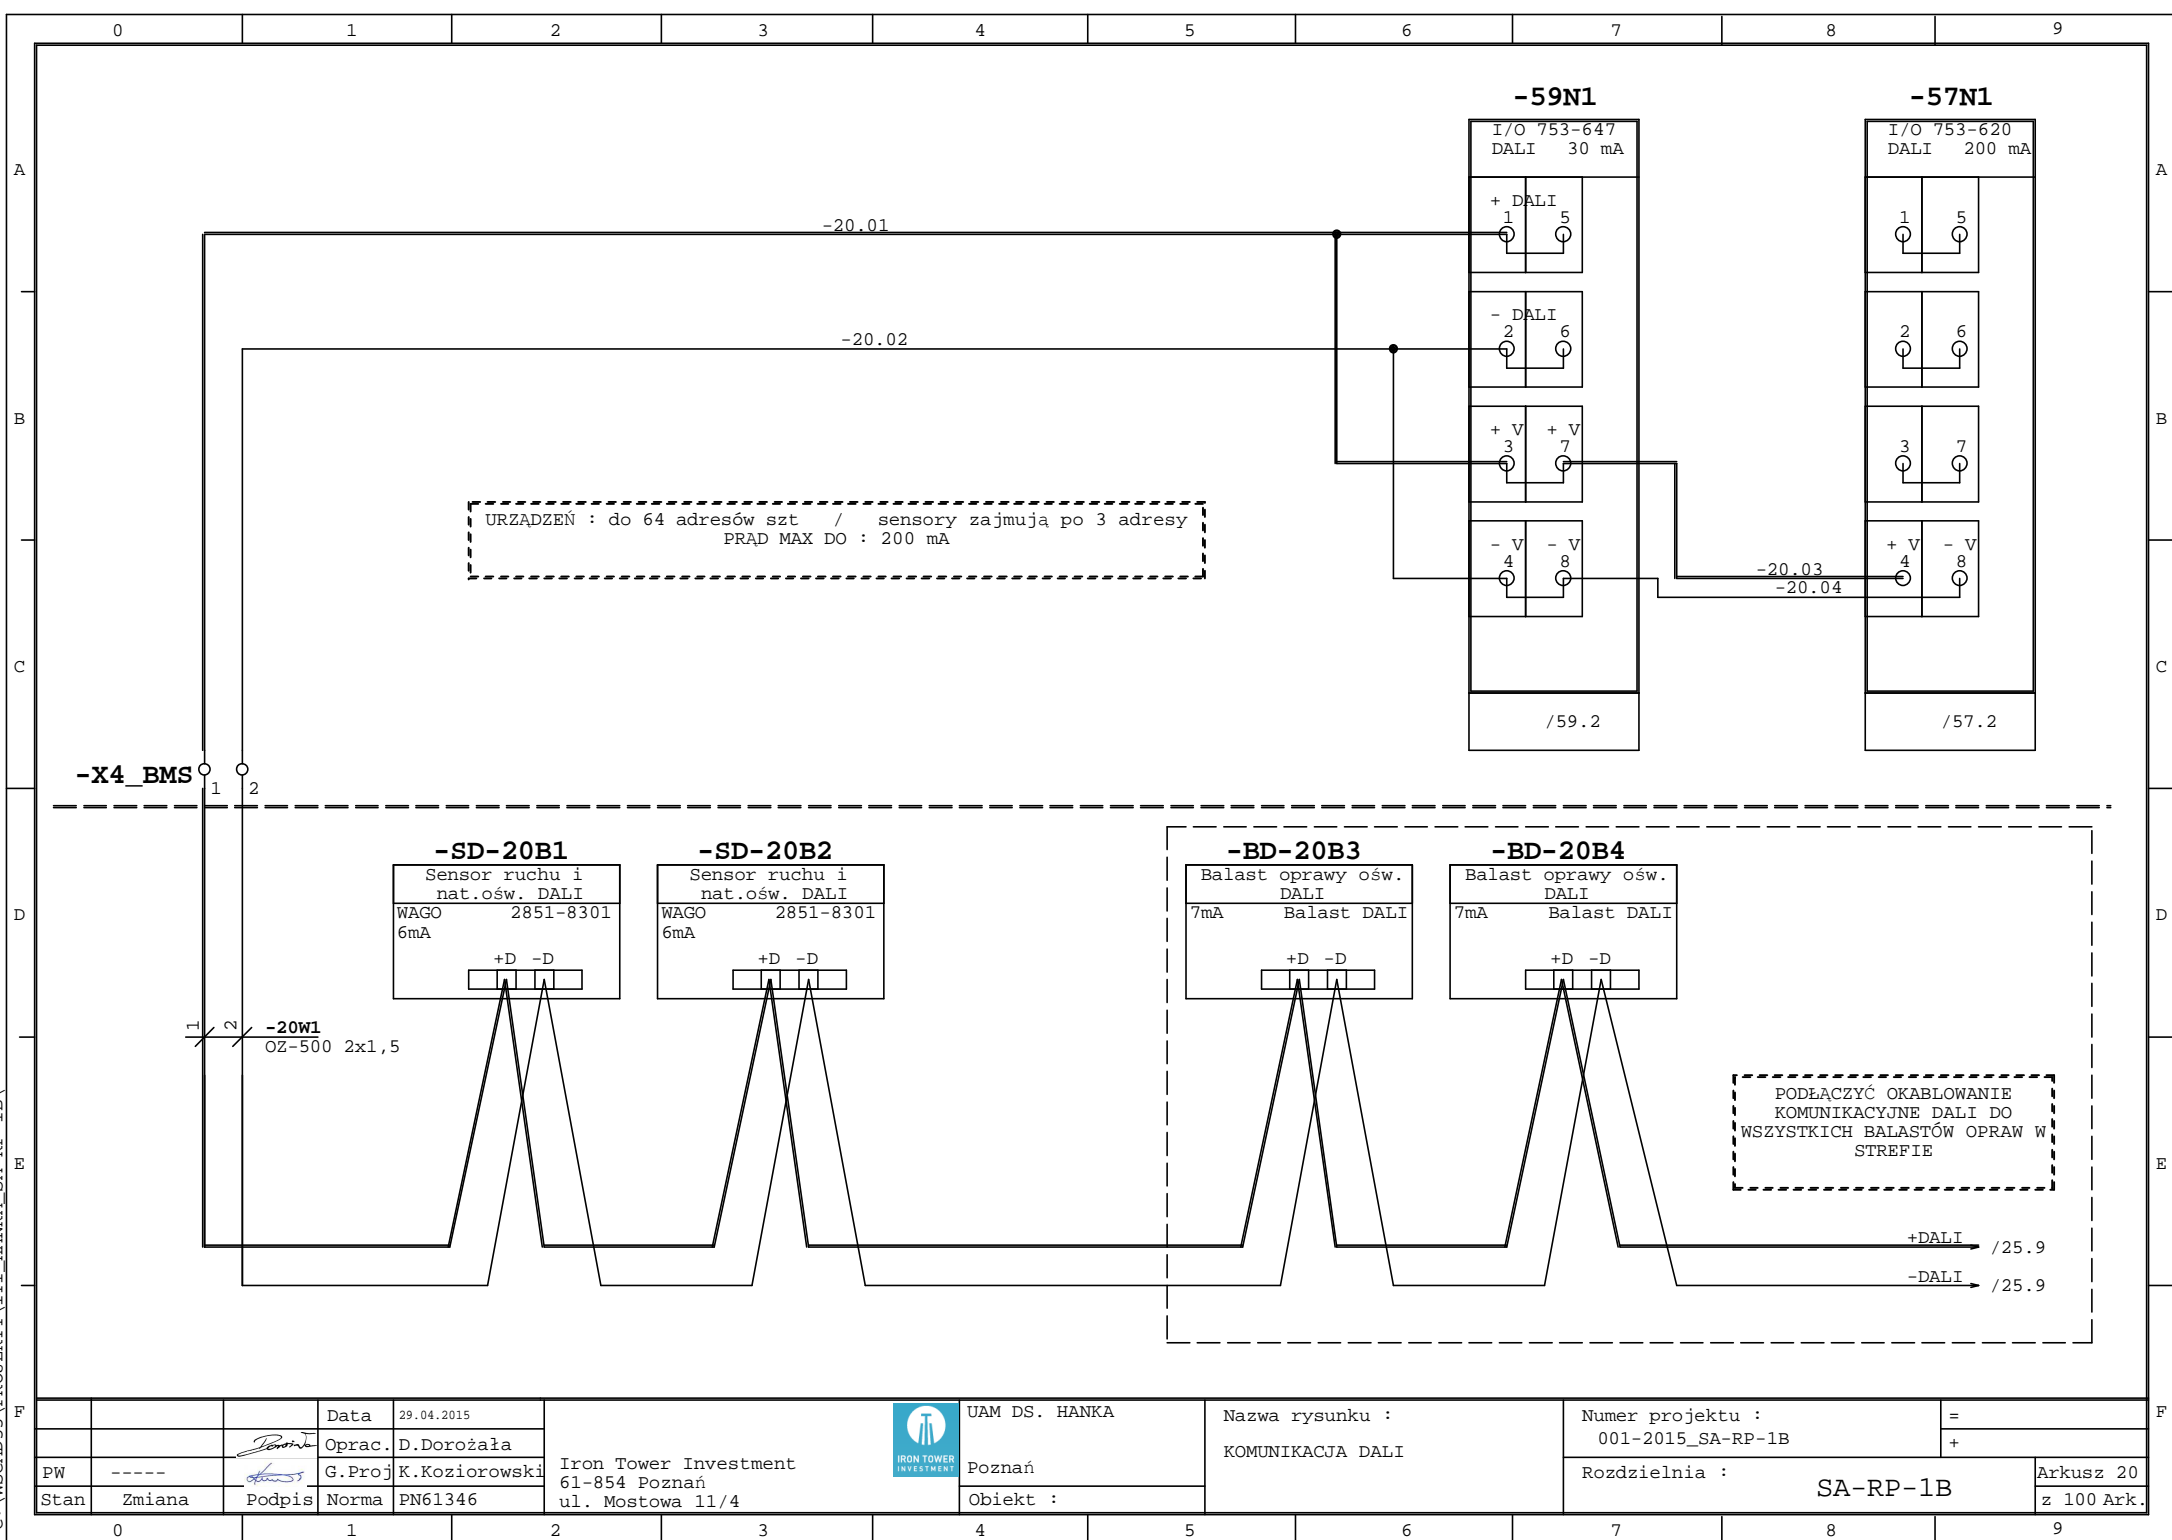 0 1 2 3 4 5 6 7 8 9
-59N1 -57N1
I/O 753-647
DALI 30 mA
I/O 753-620
DALI 200 mA
A A
+ DALI
1 5
1 5
-20.01
- DALI
2 6
2 6
-20.02
B B
+ V + V
3 7
3 7
URZĄDZEŃ : do 64 adresów szt / sensory zajmują po 3 adresy
PRĄD MAX DO : 200 mA
- V - V
4 8
+ V - V
4 8
-20.03
-20.04
C C
/59.2 /57.2
-X4_BMS
1 2
-SD-20B1
Sensor ruchu i
nat.ośw. DALI
WAGO 2851-8301
6mA
+D -D
-SD-20B2
Sensor ruchu i
nat.ośw. DALI
WAGO 2851-8301
6mA
+D -D
-BD-20B3
Balast oprawy ośw.
DALI
7mA Balast DALI
+D -D
-BD-20B4
Balast oprawy ośw.
DALI
7mA Balast DALI
+D -D
D D
1 2 -20W1
OZ-500 2x1,5
PODŁĄCZYĆ OKABLOWANIE
KOMUNIKACYJNE DALI DO
WSZYSTKICH BALASTÓW OPRAW W
STREFIE
E E
+DALI /25.9
-DALI /25.9
F F
Data 29.04.2015
Oprac. D.Dorożała
PW ----- G.Proj K.Koziorowski
Stan Zmiana Podpis Norma PN61346
Iron Tower Investment
61-854 Poznań
ul. Mostowa 11/4
IRON TOWER
INVESTMENT
UAM DS. HANKA
Poznań
Obiekt :
Nazwa rysunku :
KOMUNIKACJA DALI
Numer projektu :
001-2015_SA-RP-1B
Rozdzielnia :
SA-RP-1B
=
+
Arkusz 20
z 100 Ark.
0 1 2 3 4 5 6 7 8 9